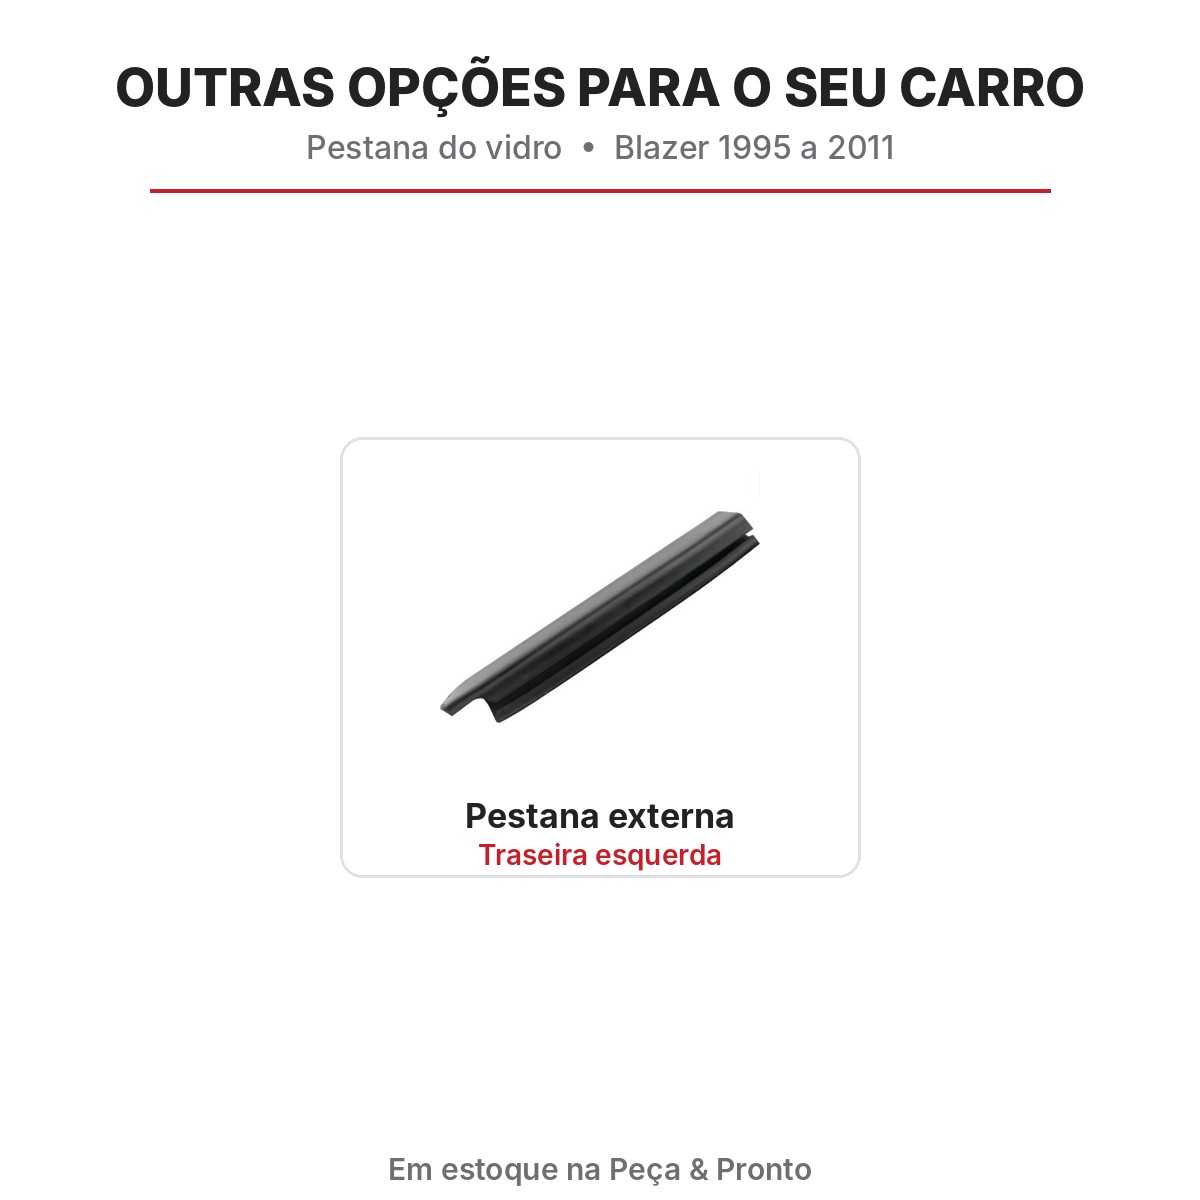 OUTRAS OPÇÕES PARA O SEU CARRO
Pestana do vidro • Blazer 1995 a 2011
Pestana externa
Traseira esquerda
Em estoque na Peça & Pronto